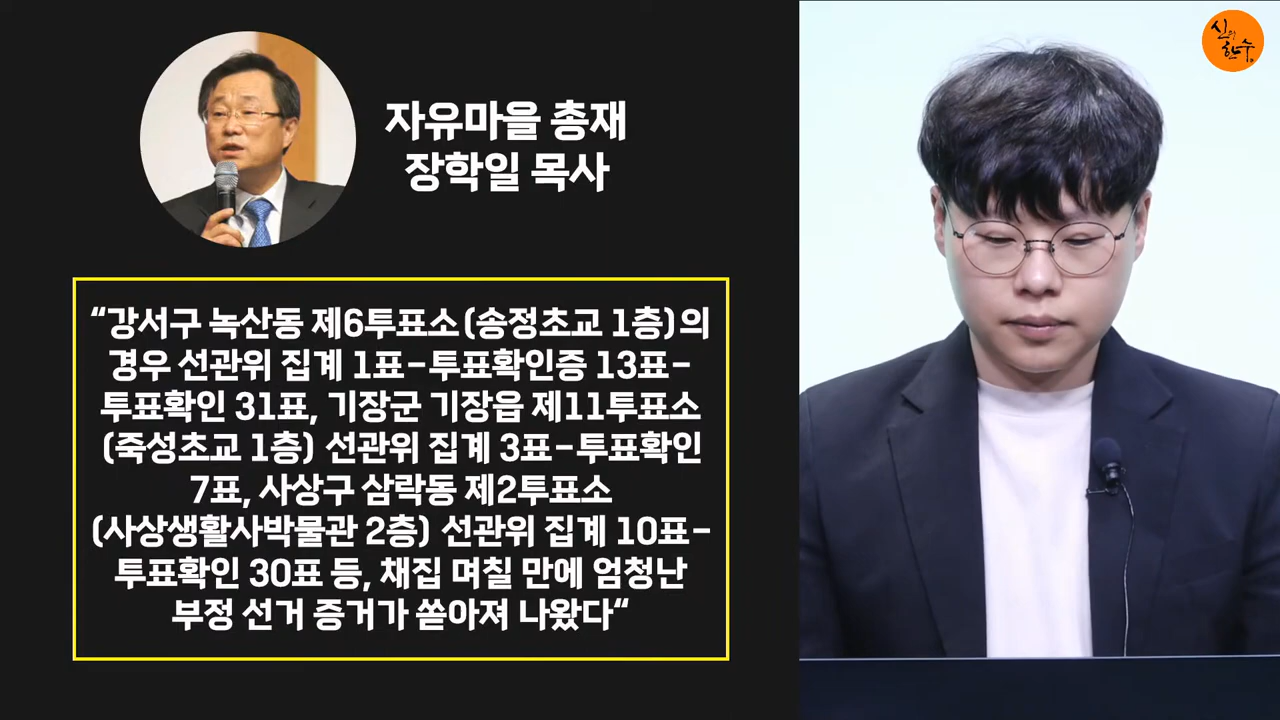 자유마을 총재
장학일 목사
“강서구 녹산동 제6투표소(송정초교 1층)의
경우 선관위 집계 1표-투표확인증 13표-
투표확인 31표, 기장군 기장읍 제11투표소
(죽성초교 1층) 선관위 집계 3표-투표확인
7표, 사상구 삼락동 제2투표소
(사상생활사박물관 2층) 선관위 집계 10표-
투표확인 30표 등, 채집 며칠 만에 엄청난
부정 선거 증거가 쏟아져 나왔다“
신의
한수